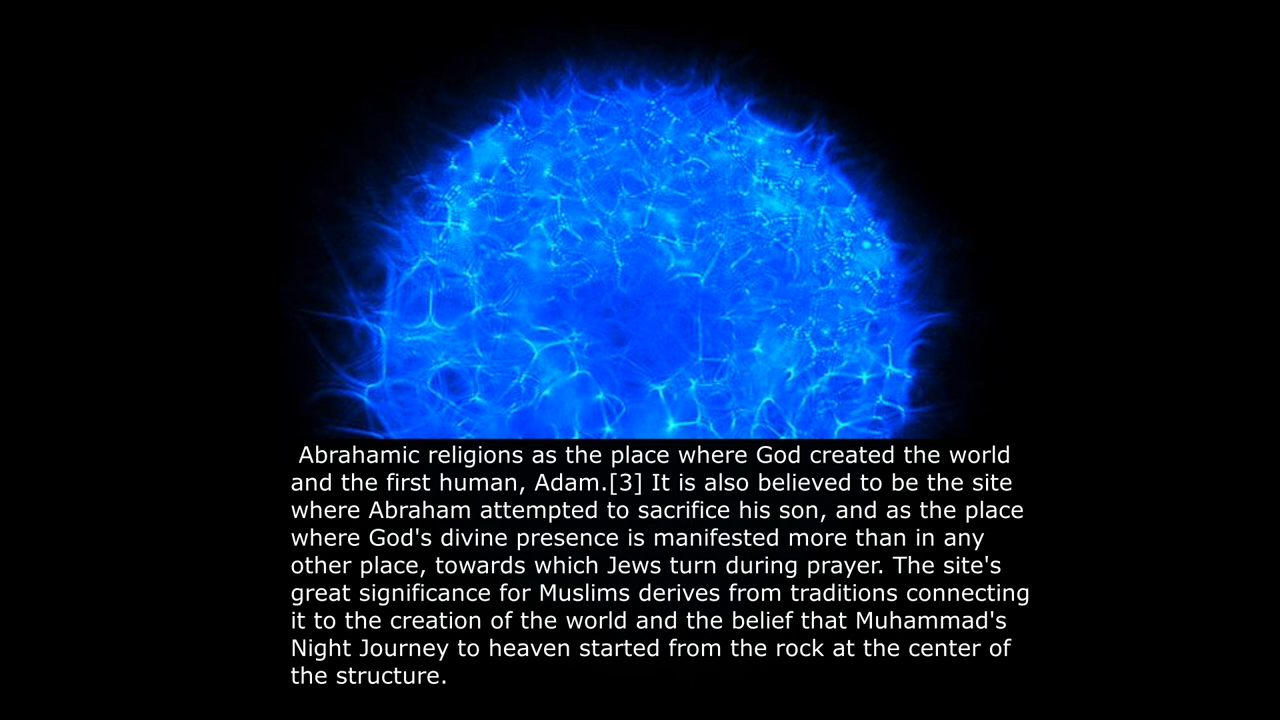 Abrahamic religions as the place where God created the world
and the first human, Adam.[3] It is also believed to be the site
where Abraham attempted to sacrifice his son, and as the place
where God's divine presence is manifested more than in any
other place, towards which Jews turn during prayer. The site's
great significance for Muslims derives from traditions connecting
it to the creation of the world and the belief that Muhammad's
Night Journey to heaven started from the rock at the center of
the structure.